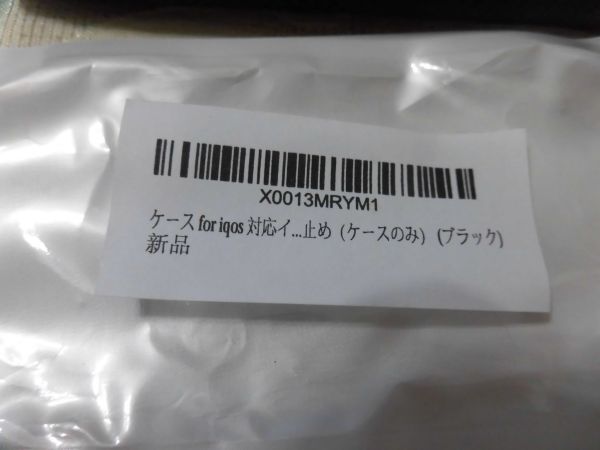 X0013MRYM1
ケース for iqos 対応イ...止め (ケースのみ) (ブラック)
新品